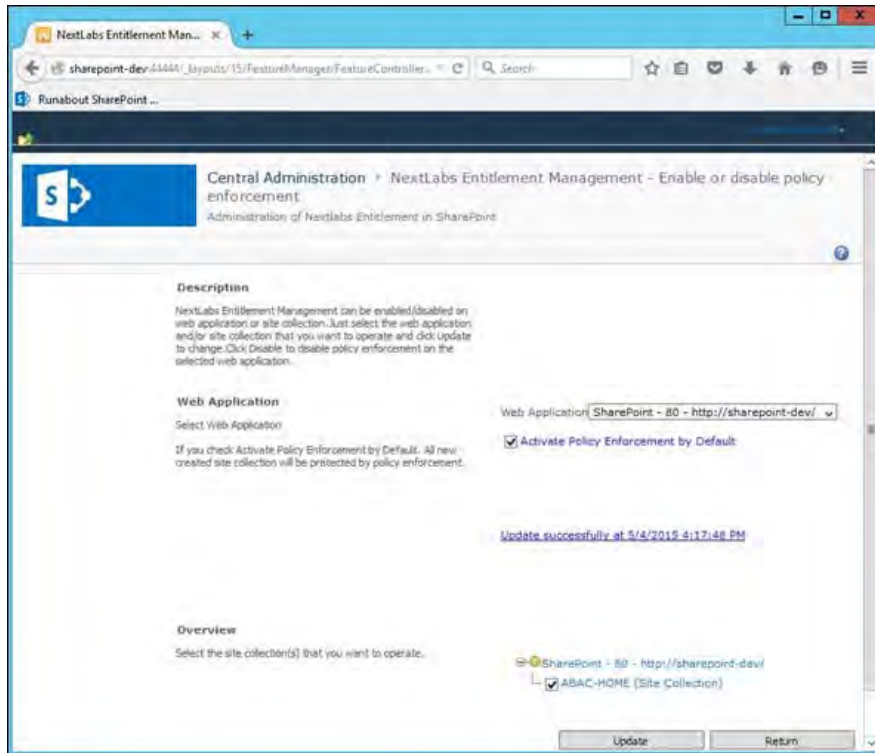 NextLabs Entitlement Man... × +
sharepoint-dev:44444/_layouts/15/FeatureManager/FeatureController. Search
Runabout SharePoint ...
Central Administration › NextLabs Entitlement Management - Enable or disable policy
enforcement
Administration of Nextlabs Entitlement in SharePoint
Description
NextLabs Entitlement Management can be enabled/disabled on
web application or site collection.Just select the web application
and/or site collection that you want to operate and click Update
to change.Click Disable to disable policy enforcement on the
selected web application.
Web Application
Select Web Application
Web Application SharePoint - 80 - http://sharepoint-dev/
If you check Activate Policy Enforcement by Default. All new
created site collection will be protected by policy enforcement.
Activate Policy Enforcement by Default
Update successfully at 5/4/2015 4:17:48 PM
Overview
Select the site collection(s) that you want to operate.
SharePoint - 80 - http://sharepoint-dev/
ABAC-HOME (Site Collection)
Update Return